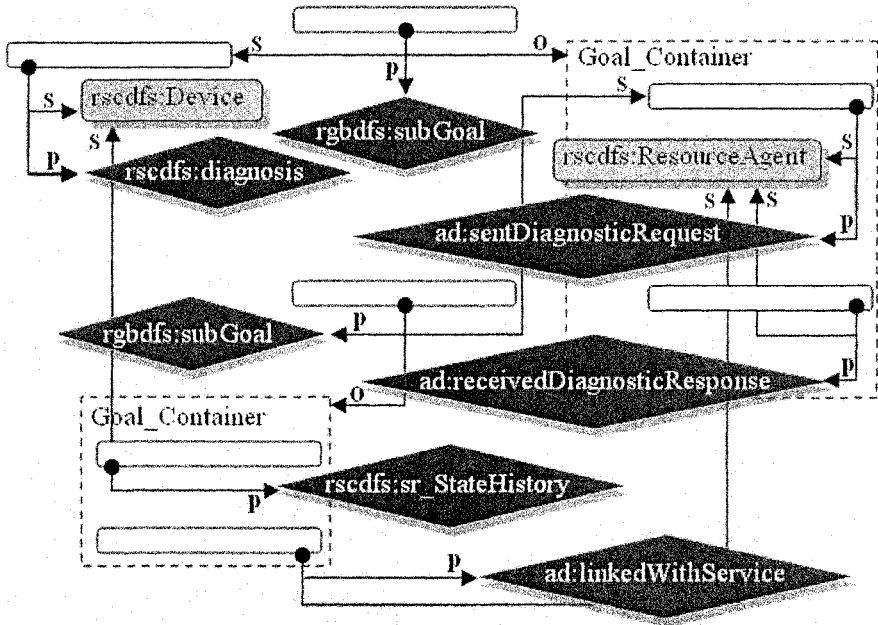 s
o
Goal_Container
p
s
s
rscdfs:Device
rgbdfs:subGoal
s
s
rscdfs:ResourceAgent
p
rscdfs:diagnosis
s
s
ad:sentDiagnosticRequest
p
rgbdfs:subGoal
p
ad:receivedDiagnosticResponse
p
o
Goal_Container
rscdfs:sr_StateHistory
p
p
ad:linkedWithService